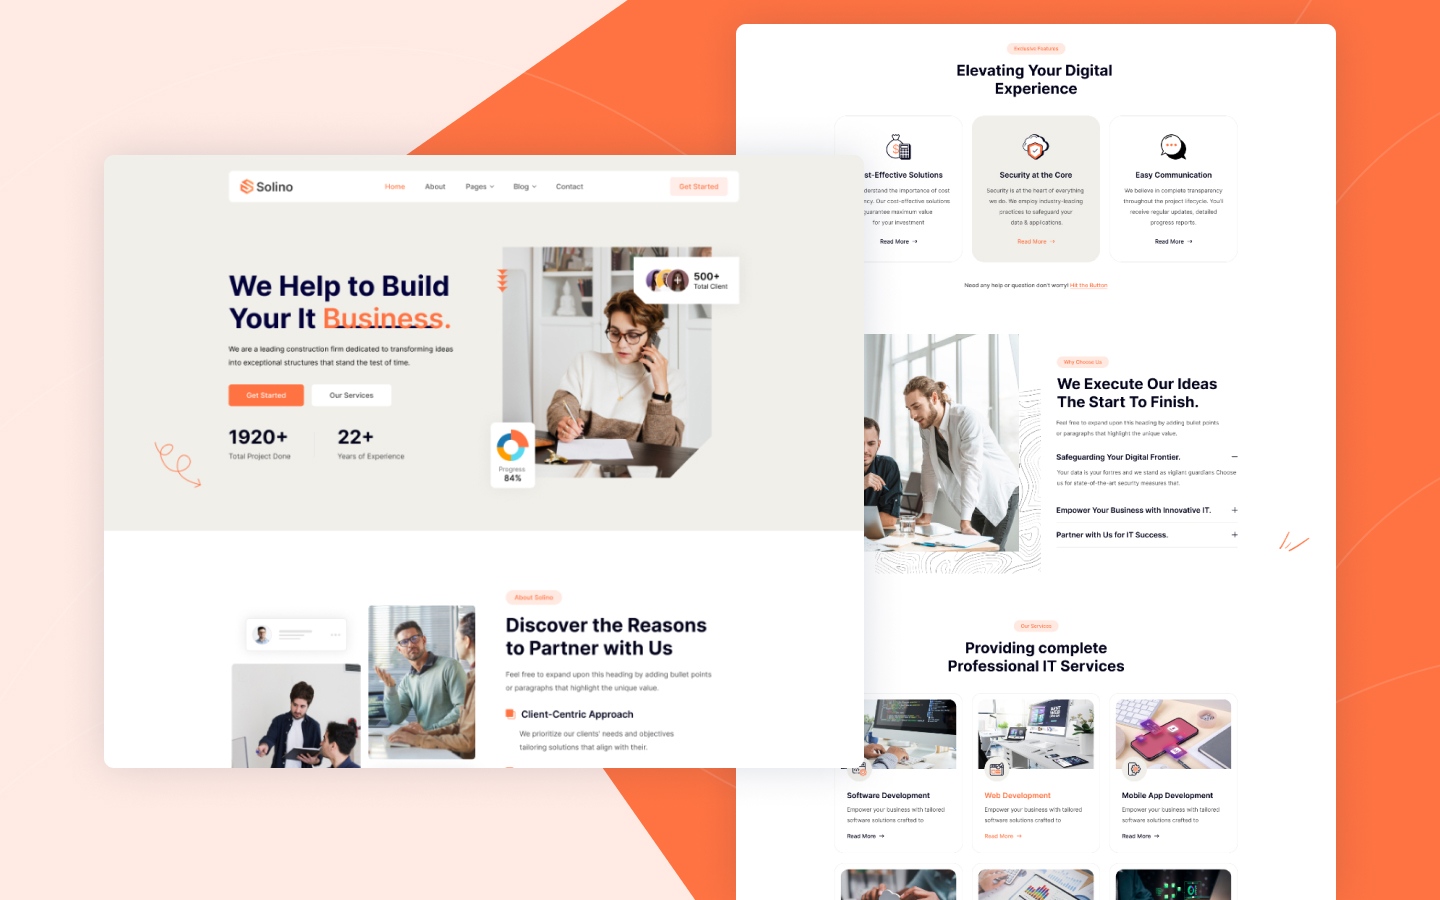 Solino
Home
About
Pages
Blog
Contact
Get Started
We Help to Build
Your It Business.
We are a leading construction firm dedicated to transforming ideas
into exceptional structures that stand the test of time.
Get Started
Our Services
1920+
Total Project Done
22+
Years of Experience
500+
Total Client
Progress
84%
About Solino
Discover the Reasons
to Partner with Us
Feel free to expand upon this heading by adding bullet points
or paragraphs that highlight the unique value.
Client-Centric Approach
We prioritize our clients' needs and objectives
tailoring solutions that align with their.
Exclusive Features
Elevating Your Digital
Experience
st-Effective Solutions
derstand the importance of cost
ncy. Our cost-effective solutions
guarantee maximum value
for your investment
Read More
Security at the Core
Security is at the heart of everything
we do. We employ industry-leading
practices to safeguard your
data & applications.
Read More
Easy Communication
We believe in complete transparency
throughout the project lifecycle. You'll
receive regular updates, detailed
progress reports.
Read More
Need any help or question don't worry! Hit the Button
Why Choose Us
We Execute Our Ideas
The Start To Finish.
Feel free to expand upon this heading by adding bullet points
or paragraphs that highlight the unique value.
Safeguarding Your Digital Frontier.
Your data is your fortres and we stand as vigilant guardians Choose
us for state-of-the-art security measures that.
Empower Your Business with Innovative IT.
Partner with Us for IT Success.
Our Services
Providing complete
Professional IT Services
Software Development
Empower your business with tailored
software solutions crafted to
Read More
Web Development
Empower your business with tailored
software solutions crafted to
Read More
Mobile App Development
Empower your business with tailored
software solutions crafted to
Read More